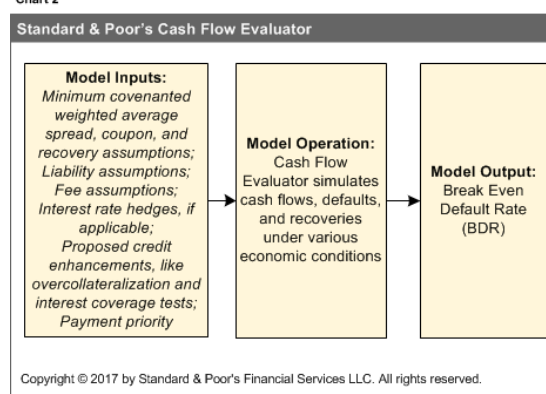 Chart 2
Standard & Poor's Cash Flow Evaluator
Model Inputs:
Minimum covenanted
weighted average
spread, coupon, and
recovery assumptions;
Liability assumptions;
Fee assumptions;
Interest rate hedges, if
applicable;
Proposed credit
enhancements, like
overcollateralization and
interest coverage tests;
Payment priority
Model Operation:
Cash Flow
Evaluator simulates
cash flows, defaults,
and recoveries
under various
economic conditions
Model Output:
Break Even
Default Rate
(BDR)
Copyright © 2017 by Standard & Poor's Financial Services LLC. All rights reserved.